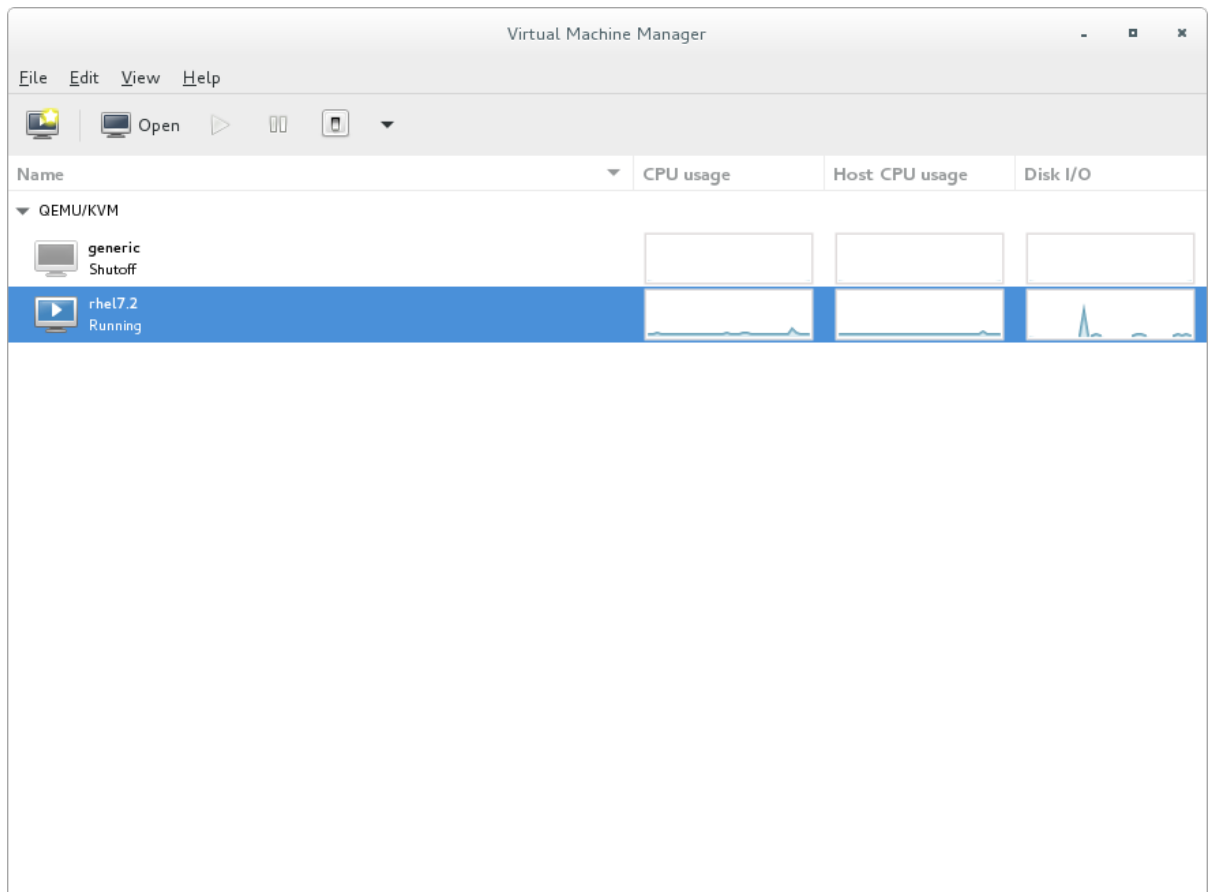 Virtual Machine Manager
File Edit View Help
Open
Name CPU usage Host CPU usage Disk I/O
QEMU/KVM
generic
Shutoff
rhel7.2
Running